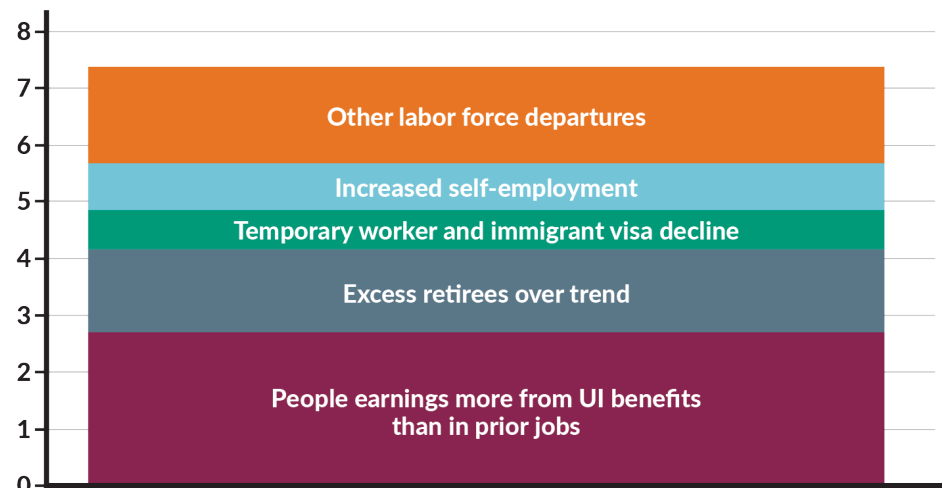 8
7
Other labor force departures
6
Increased self-employment
5
Temporary worker and immigrant visa decline
4
Excess retirees over trend
3
2
People earnings more from UI benefits
than in prior jobs
1
0